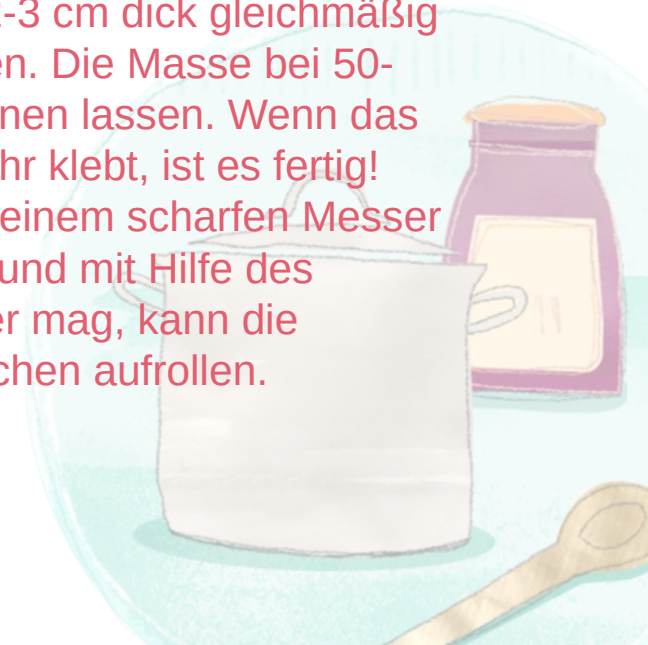 -3 cm dick gleichmäßig
en. Die Masse bei 50-
nen lassen. Wenn das
hr klebt, ist es fertig!
einem scharfen Messer
und mit Hilfe des
er mag, kann die
chen aufrollen.